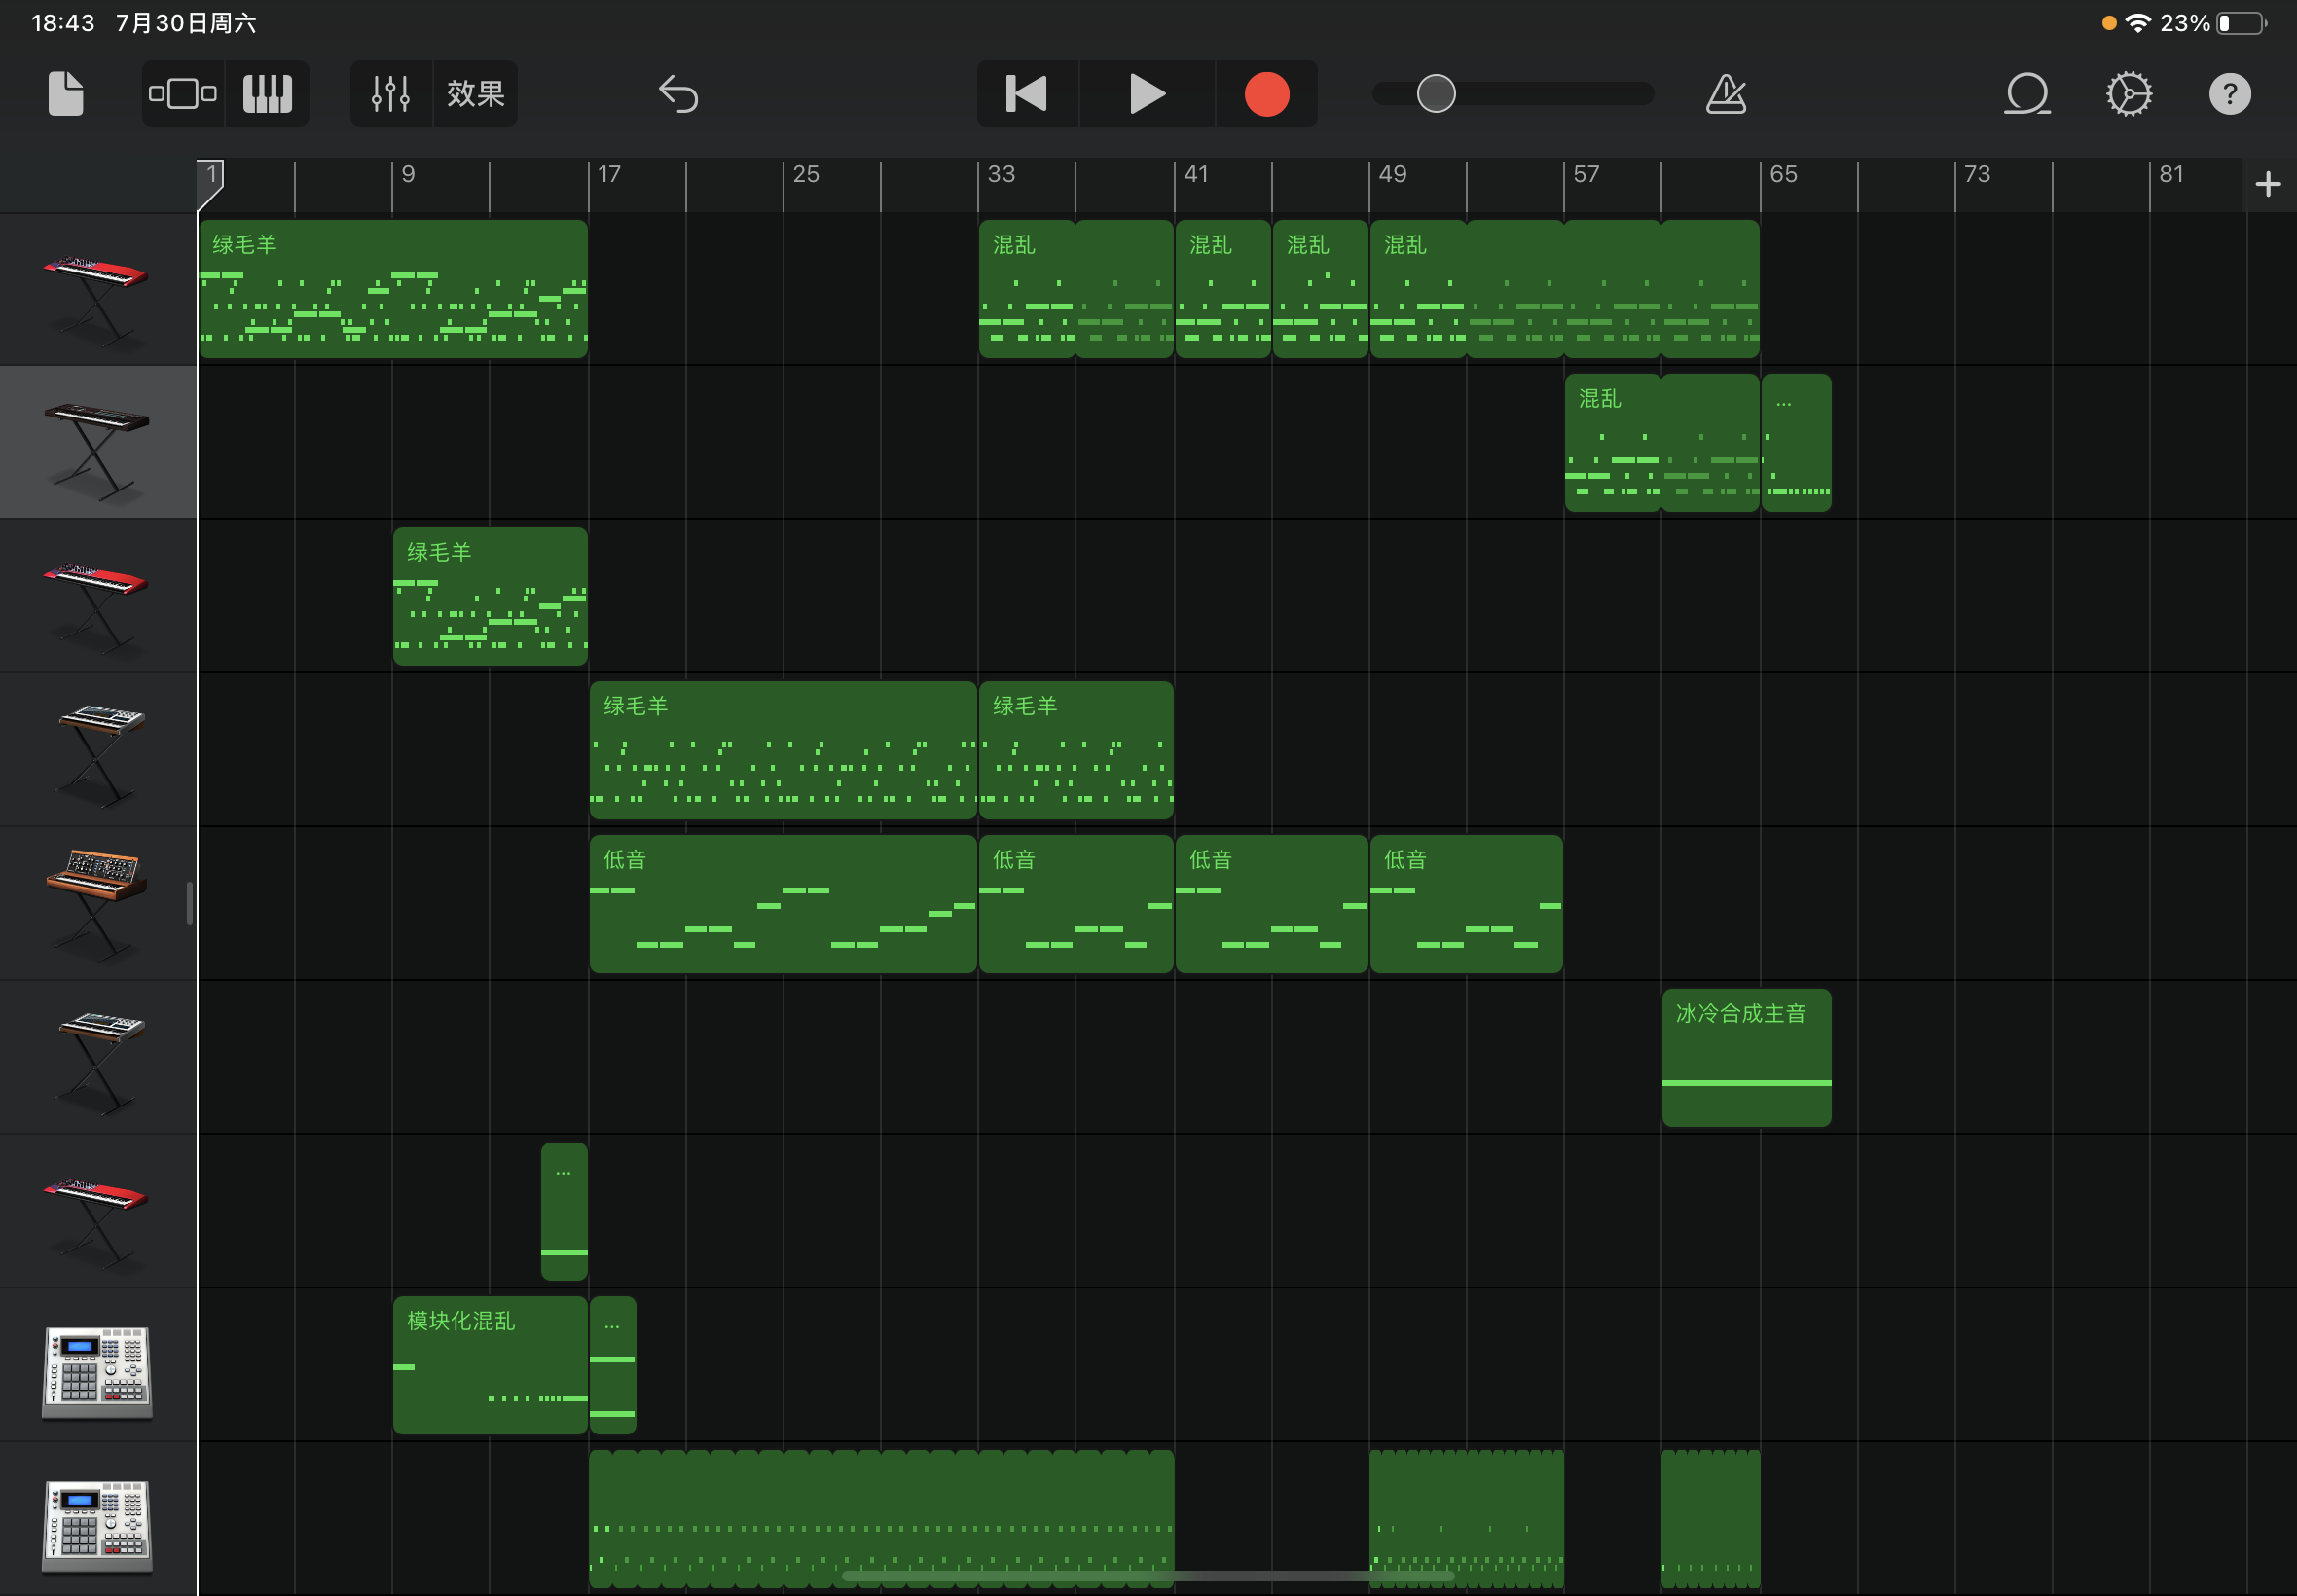 18:43 7月30日周六
23%
效果
?
1 9 17 25 33 41 49 57 65 73 81 +
绿毛羊 混乱 混乱 混乱 混乱
混乱 ...
绿毛羊
绿毛羊 绿毛羊
低音 低音 低音 低音
冰冷合成主音
...
模块化混乱 ...